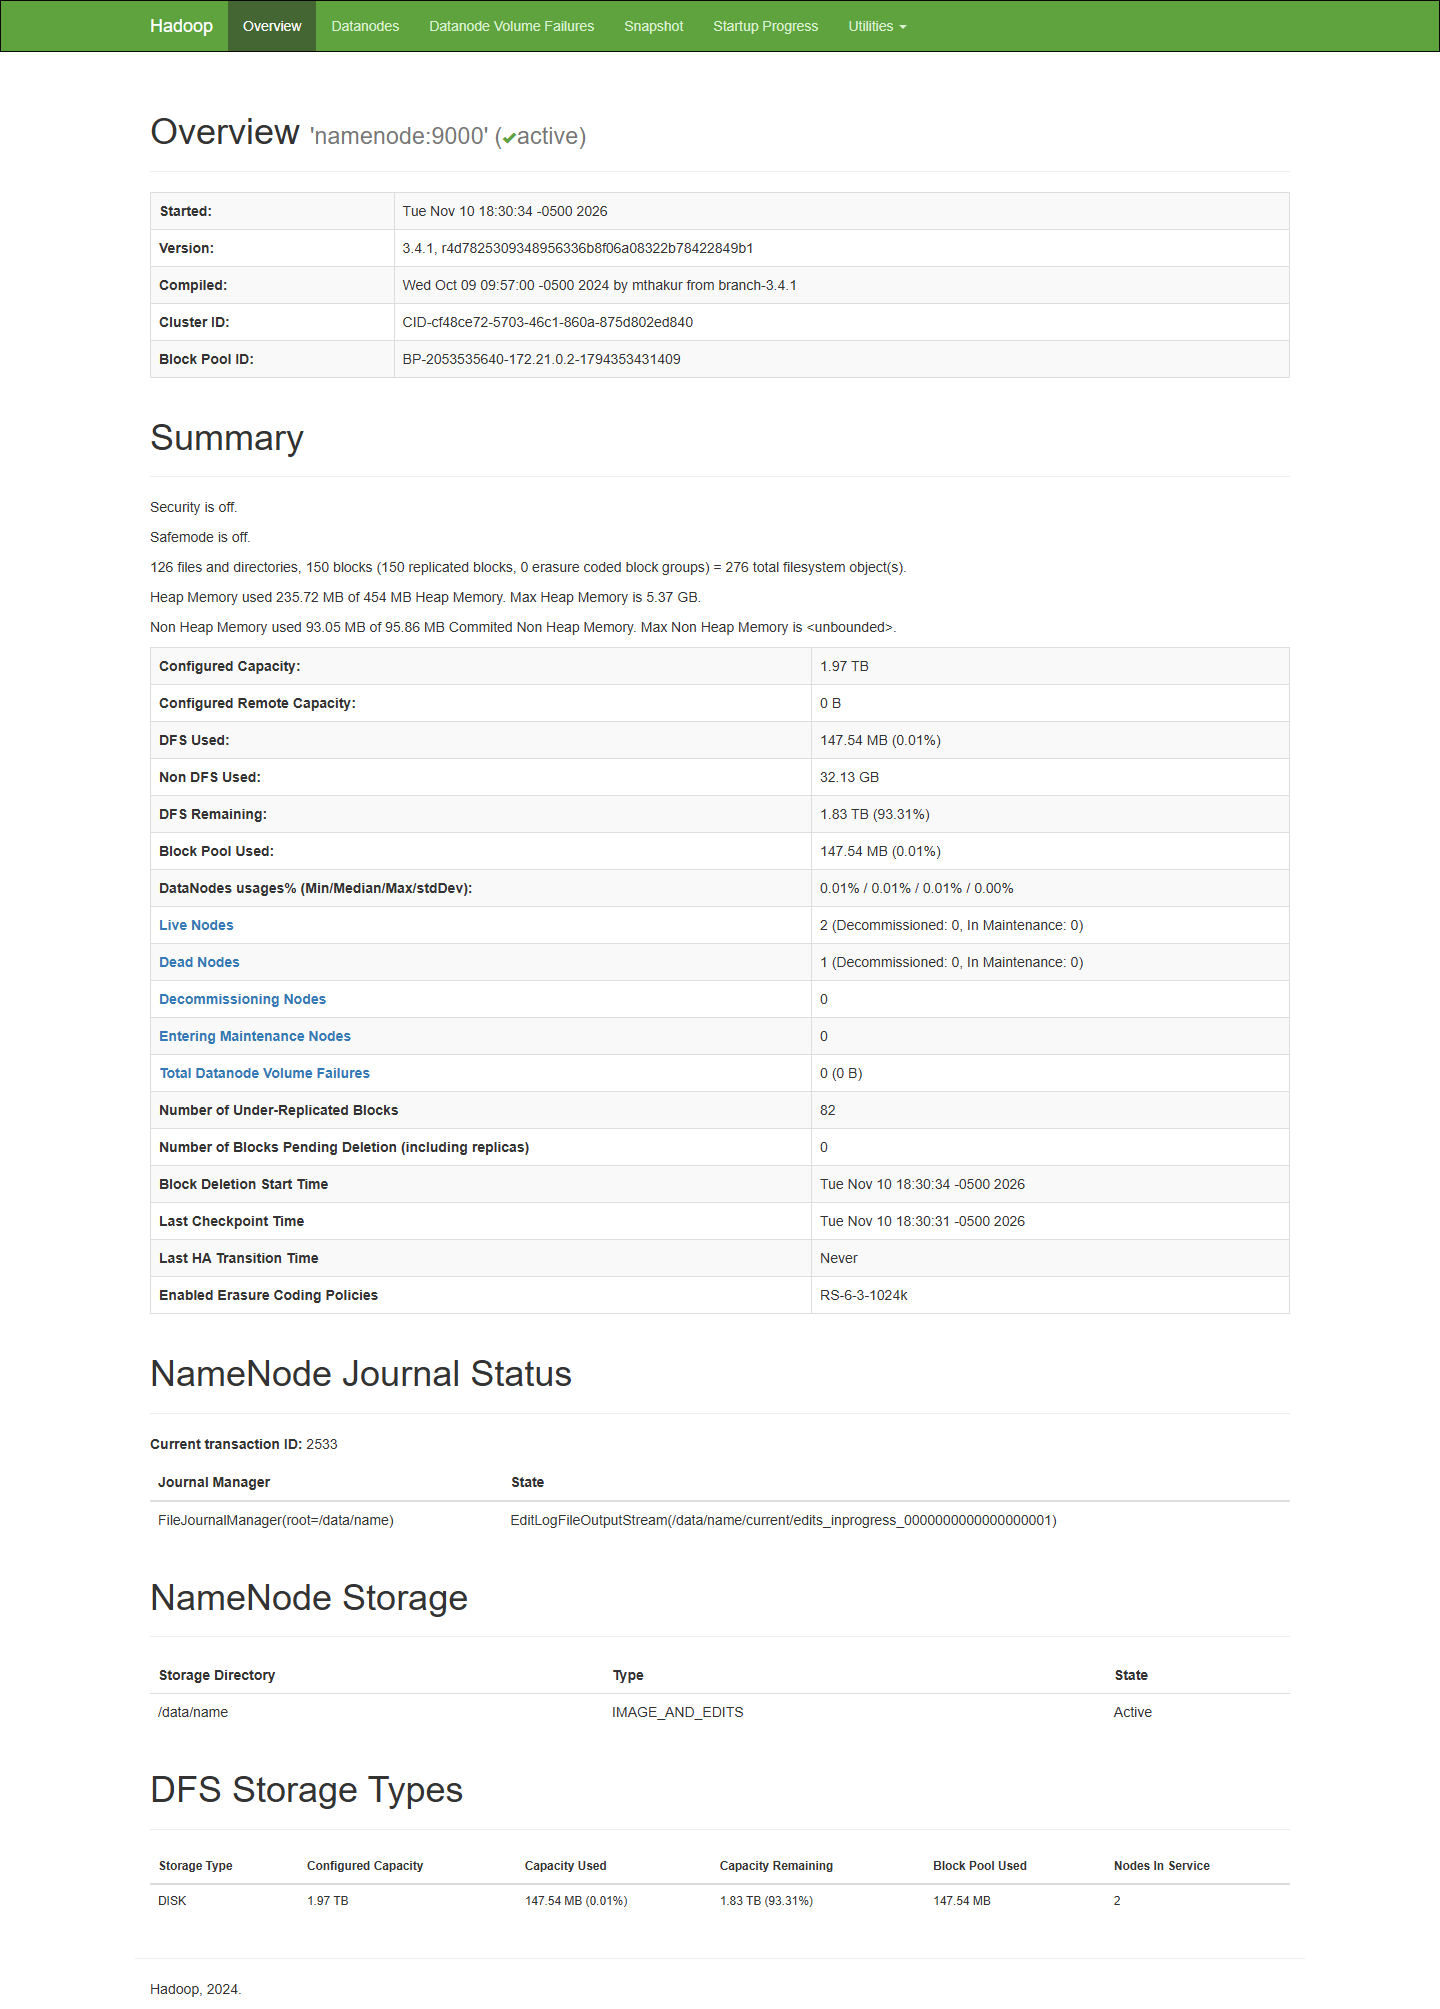 Hadoop Overview Datanodes Datanode Volume Failures Snapshot Startup Progress Utilities
Overview 'namenode:9000' (✔active)
Started: Tue Nov 10 18:30:34 -0500 2026
Version: 3.4.1, r4d7825309348956336b8f06a08322b78422849b1
Compiled: Wed Oct 09 09:57:00 -0500 2024 by mthakur from branch-3.4.1
Cluster ID: CID-cf48ce72-5703-46c1-860a-875d802ed840
Block Pool ID: BP-2053535640-172.21.0.2-1794353431409
Summary
Security is off.
Safemode is off.
126 files and directories, 150 blocks (150 replicated blocks, 0 erasure coded block groups) = 276 total filesystem object(s).
Heap Memory used 235.72 MB of 454 MB Heap Memory. Max Heap Memory is 5.37 GB.
Non Heap Memory used 93.05 MB of 95.86 MB Commited Non Heap Memory. Max Non Heap Memory is <unbounded>.
Configured Capacity: 1.97 TB
Configured Remote Capacity: 0 B
DFS Used: 147.54 MB (0.01%)
Non DFS Used: 32.13 GB
DFS Remaining: 1.83 TB (93.31%)
Block Pool Used: 147.54 MB (0.01%)
DataNodes usages% (Min/Median/Max/stdDev): 0.01% / 0.01% / 0.01% / 0.00%
Live Nodes 2 (Decommissioned: 0, In Maintenance: 0)
Dead Nodes 1 (Decommissioned: 0, In Maintenance: 0)
Decommissioning Nodes 0
Entering Maintenance Nodes 0
Total Datanode Volume Failures 0 (0 B)
Number of Under-Replicated Blocks 82
Number of Blocks Pending Deletion (including replicas) 0
Block Deletion Start Time Tue Nov 10 18:30:34 -0500 2026
Last Checkpoint Time Tue Nov 10 18:30:31 -0500 2026
Last HA Transition Time Never
Enabled Erasure Coding Policies RS-6-3-1024k
NameNode Journal Status
Current transaction ID: 2533
Journal Manager State
FileJournalManager(root=/data/name) EditLogFileOutputStream(/data/name/current/edits_inprogress_0000000000000000001)
NameNode Storage
Storage Directory Type State
/data/name IMAGE_AND_EDITS Active
DFS Storage Types
Storage Type Configured Capacity Capacity Used Capacity Remaining Block Pool Used Nodes In Service
DISK 1.97 TB 147.54 MB (0.01%) 1.83 TB (93.31%) 147.54 MB 2
Hadoop, 2024.